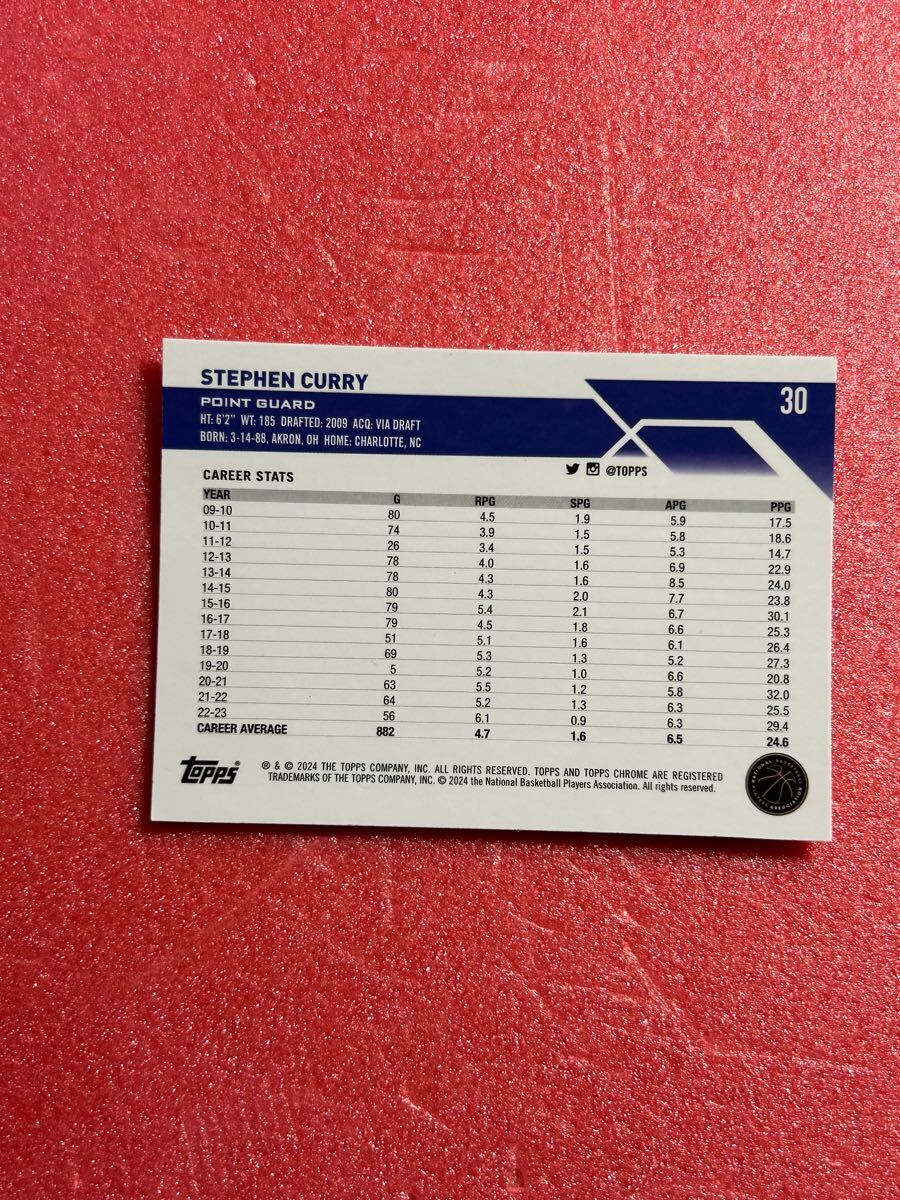 STEPHEN CURRY
30
POINT GUARD
HT: 6'2" WT: 185 DRAFTED: 2009 ACQ: VIA DRAFT
BORN: 3-14-88, AKRON, OH HOME: CHARLOTTE, NC
@TOPPS
CAREER STATS
YEAR G RPG SPG APG PPG
09-10 80 4.5 1.9 5.9 17.5
10-11 74 3.9 1.5 5.8 18.6
11-12 26 3.4 1.5 5.3 14.7
12-13 78 4.0 1.6 6.9 22.9
13-14 78 4.3 1.6 8.5 24.0
14-15 80 4.3 2.0 7.7 23.8
15-16 79 5.4 2.1 6.7 30.1
16-17 79 4.5 1.8 6.6 25.3
17-18 51 5.1 1.6 6.1 26.4
18-19 69 5.3 1.3 5.2 27.3
19-20 5 5.2 1.0 6.6 20.8
20-21 63 5.5 1.2 5.8 32.0
21-22 64 5.2 1.3 6.3 25.5
22-23 56 6.1 0.9 6.3 29.4
CAREER AVERAGE 882 4.7 1.6 6.5 24.6
Topps®
® & © 2024 THE TOPPS COMPANY, INC. ALL RIGHTS RESERVED. TOPPS AND TOPPS CHROME ARE REGISTERED
TRADEMARKS OF THE TOPPS COMPANY, INC. © 2024 the National Basketball Players Association. All rights reserved.
NATIONAL BASKETBALL
PLAYERS ASSOCIATION